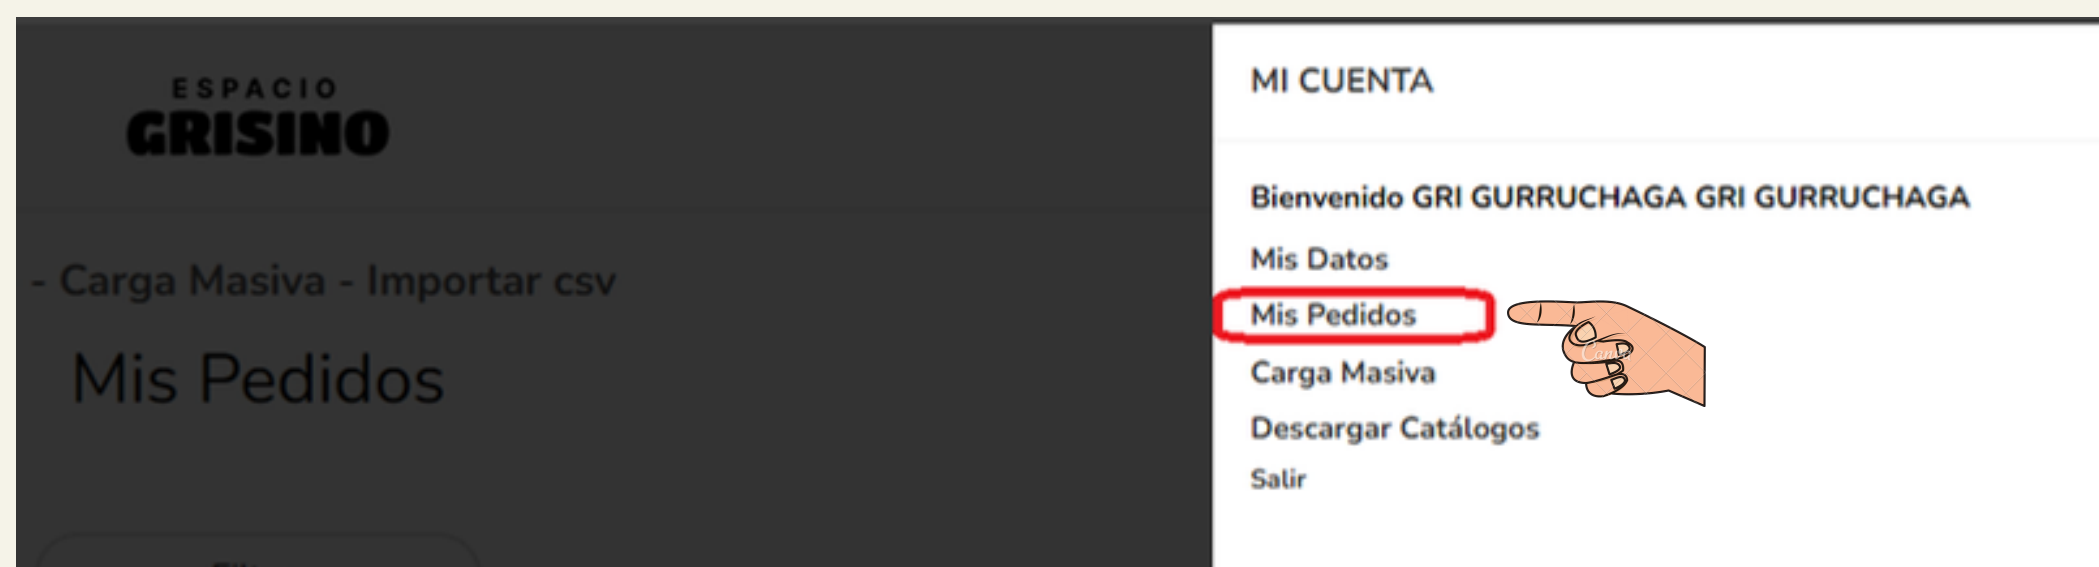 ESPACIO
GRISINO
- Carga Masiva - Importar csv
Mis Pedidos
MI CUENTA
Bienvenido GRI GURRUCHAGA GRI GURRUCHAGA
Mis Datos
Mis Pedidos
Carga Masiva
Descargar Catálogos
Salir
Canva